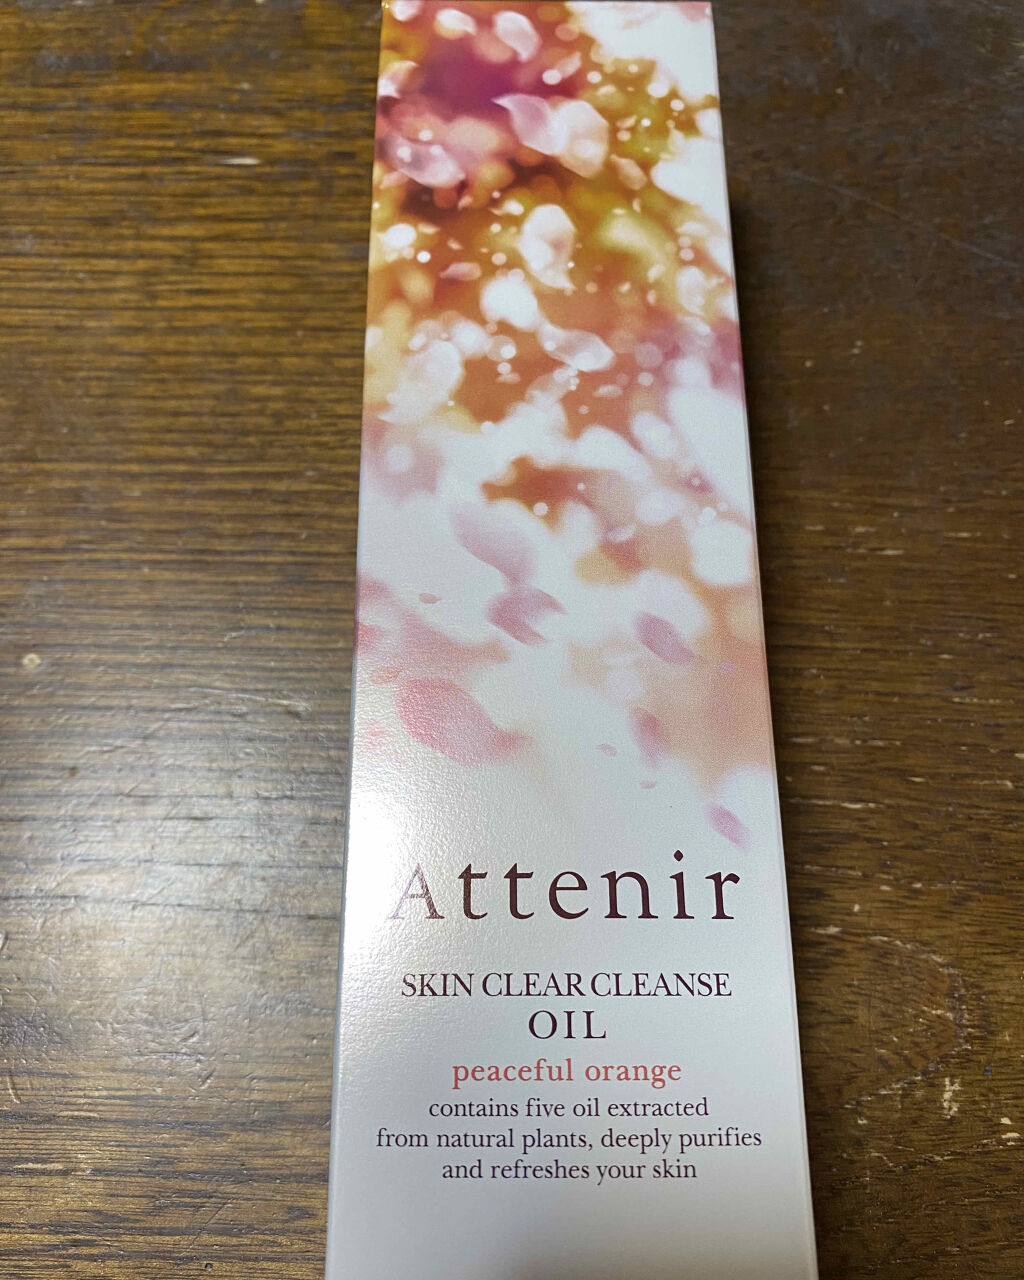 Attenir
SKIN CLEAR CLEANSE
OIL
peaceful orange
contains five oil extracted
from natural plants, deeply purifies
and refreshes your skin